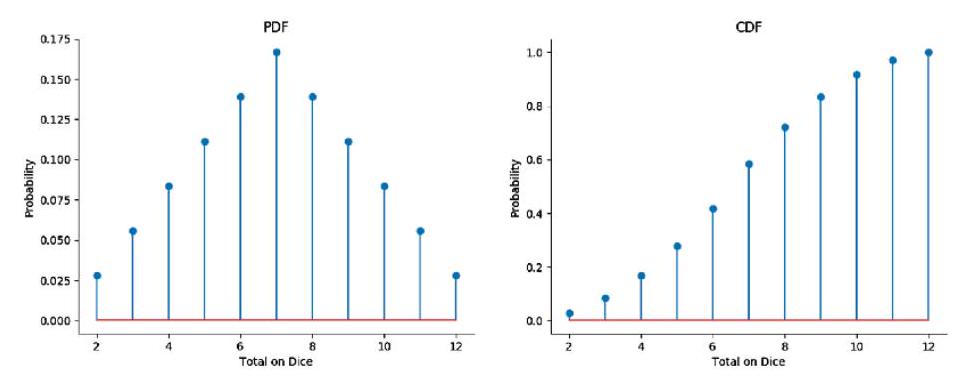 PDF
0.175
0.150
0.125
0.100
0.075
0.050
0.025
0.000
Probability
2 4 6 8 10 12
Total on Dice
CDF
1.0
0.8
0.6
0.4
0.2
0.0
Probability
2 4 6 8 10 12
Total on Dice